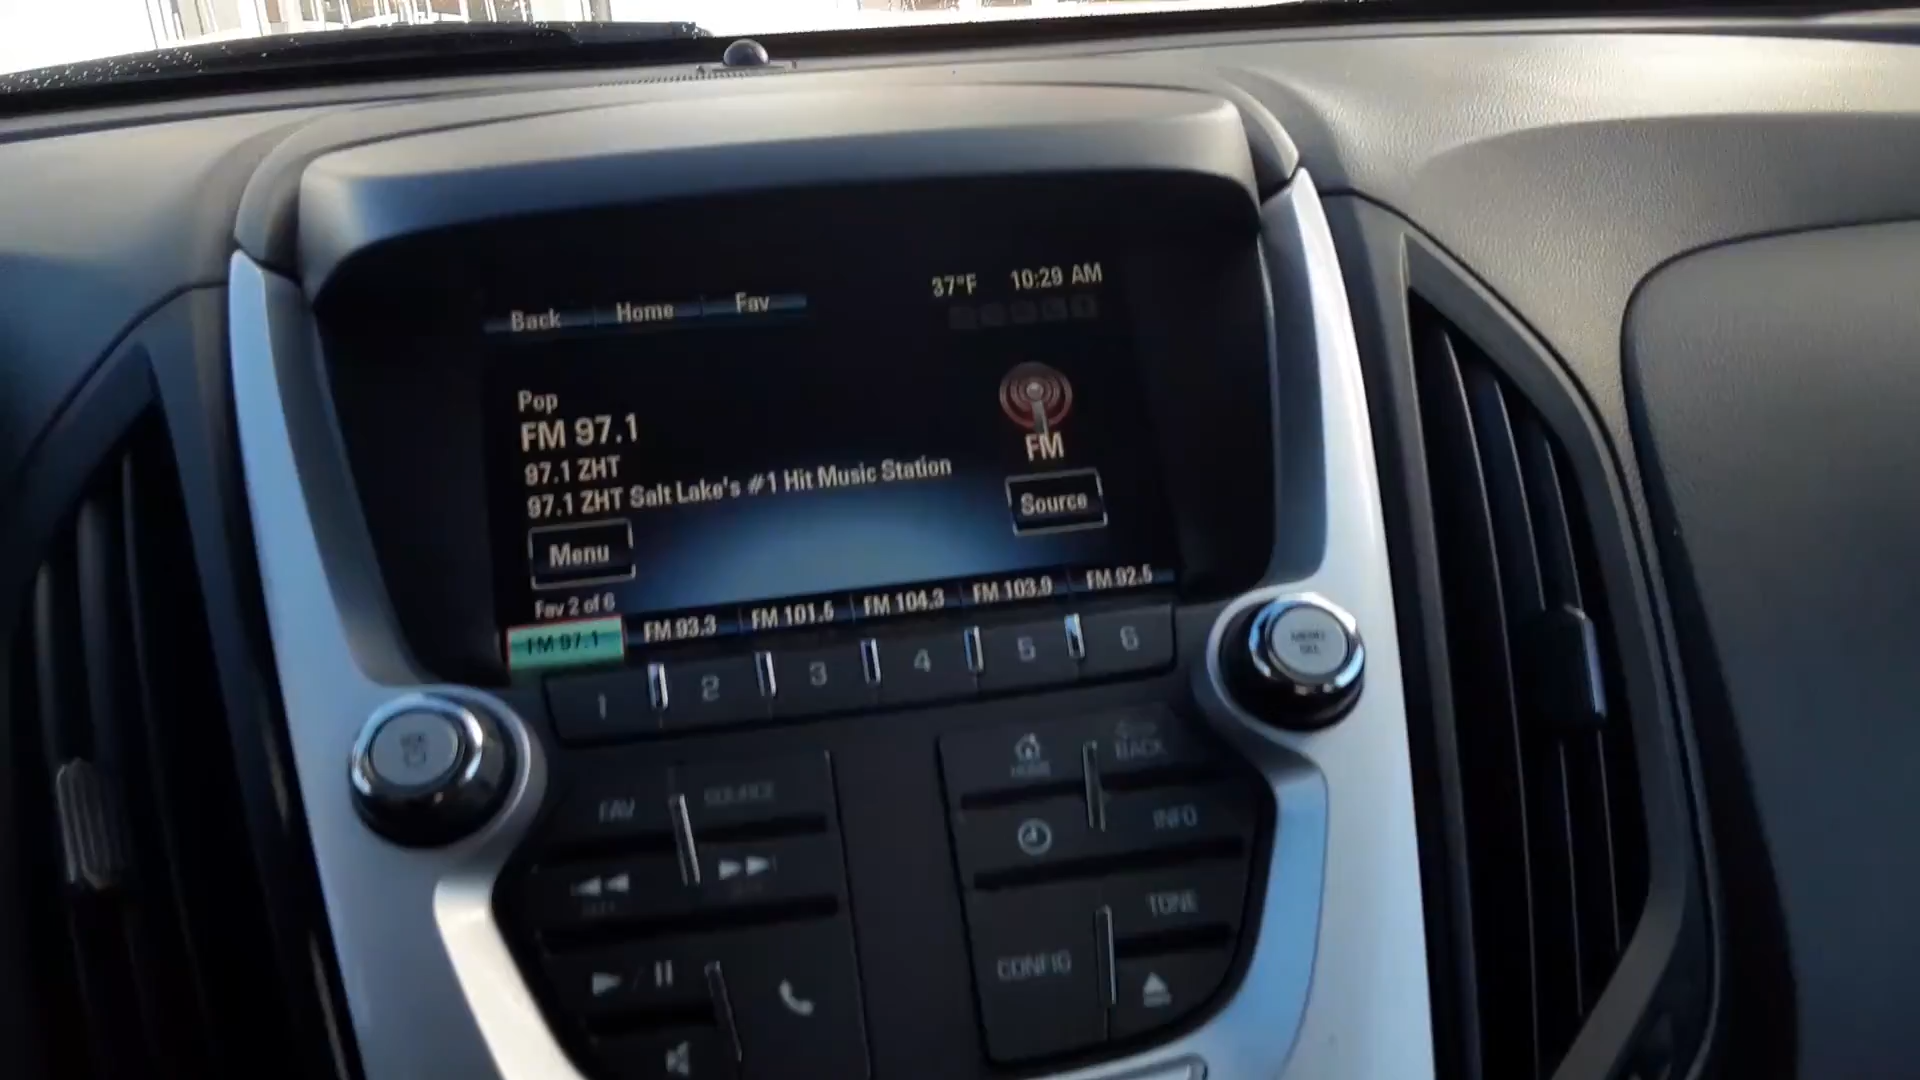 Back Home Fav
37°F 10:29 AM
Pop
FM 97.1
97.1 ZHT
97.1 ZHT Salt Lake's #1 Hit Music Station
FM
Source
Menu
Fav 2 of 6
FM 97.1 FM 93.3 FM 101.5 FM 104.3 FM 103.9 FM 92.5
1 2 3 4 5 6
MENU
SEL
HOME
BACK
FAV
SOURCE
INFO
TONE
CONFIG